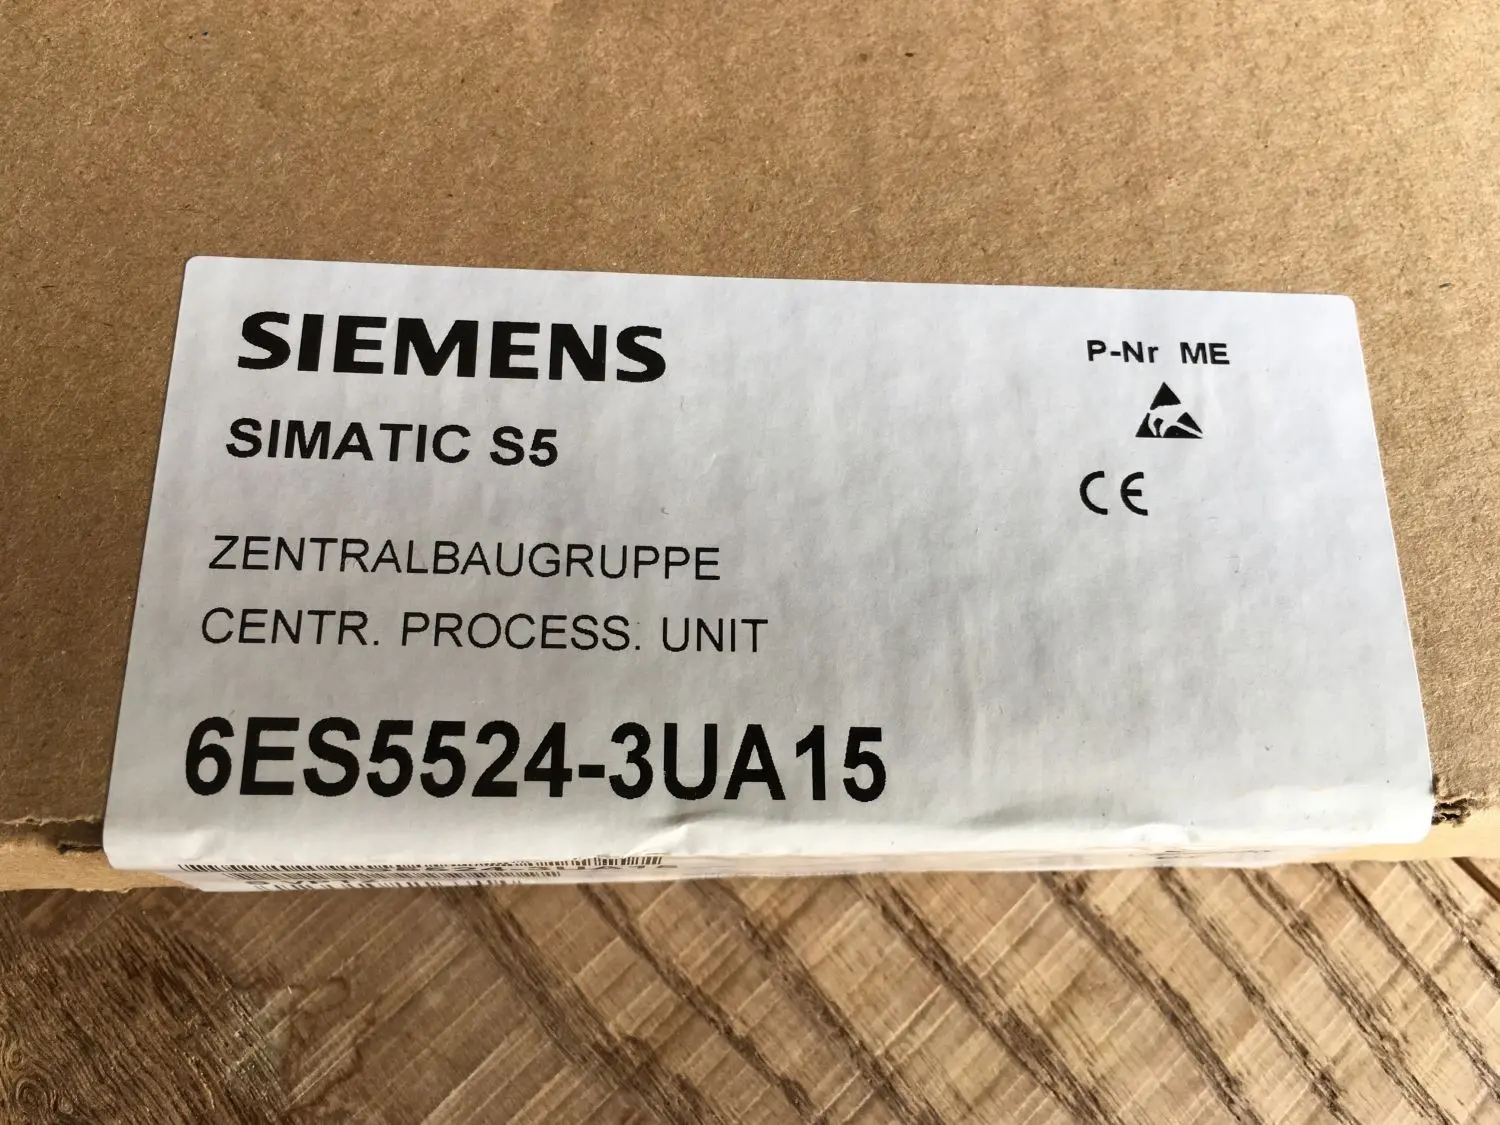 SIEMENS
P-Nr ME
SIMATIC S5
CE
ZENTRALBAUGRUPPE
CENTR. PROCESS. UNIT
6ES5524-3UA15